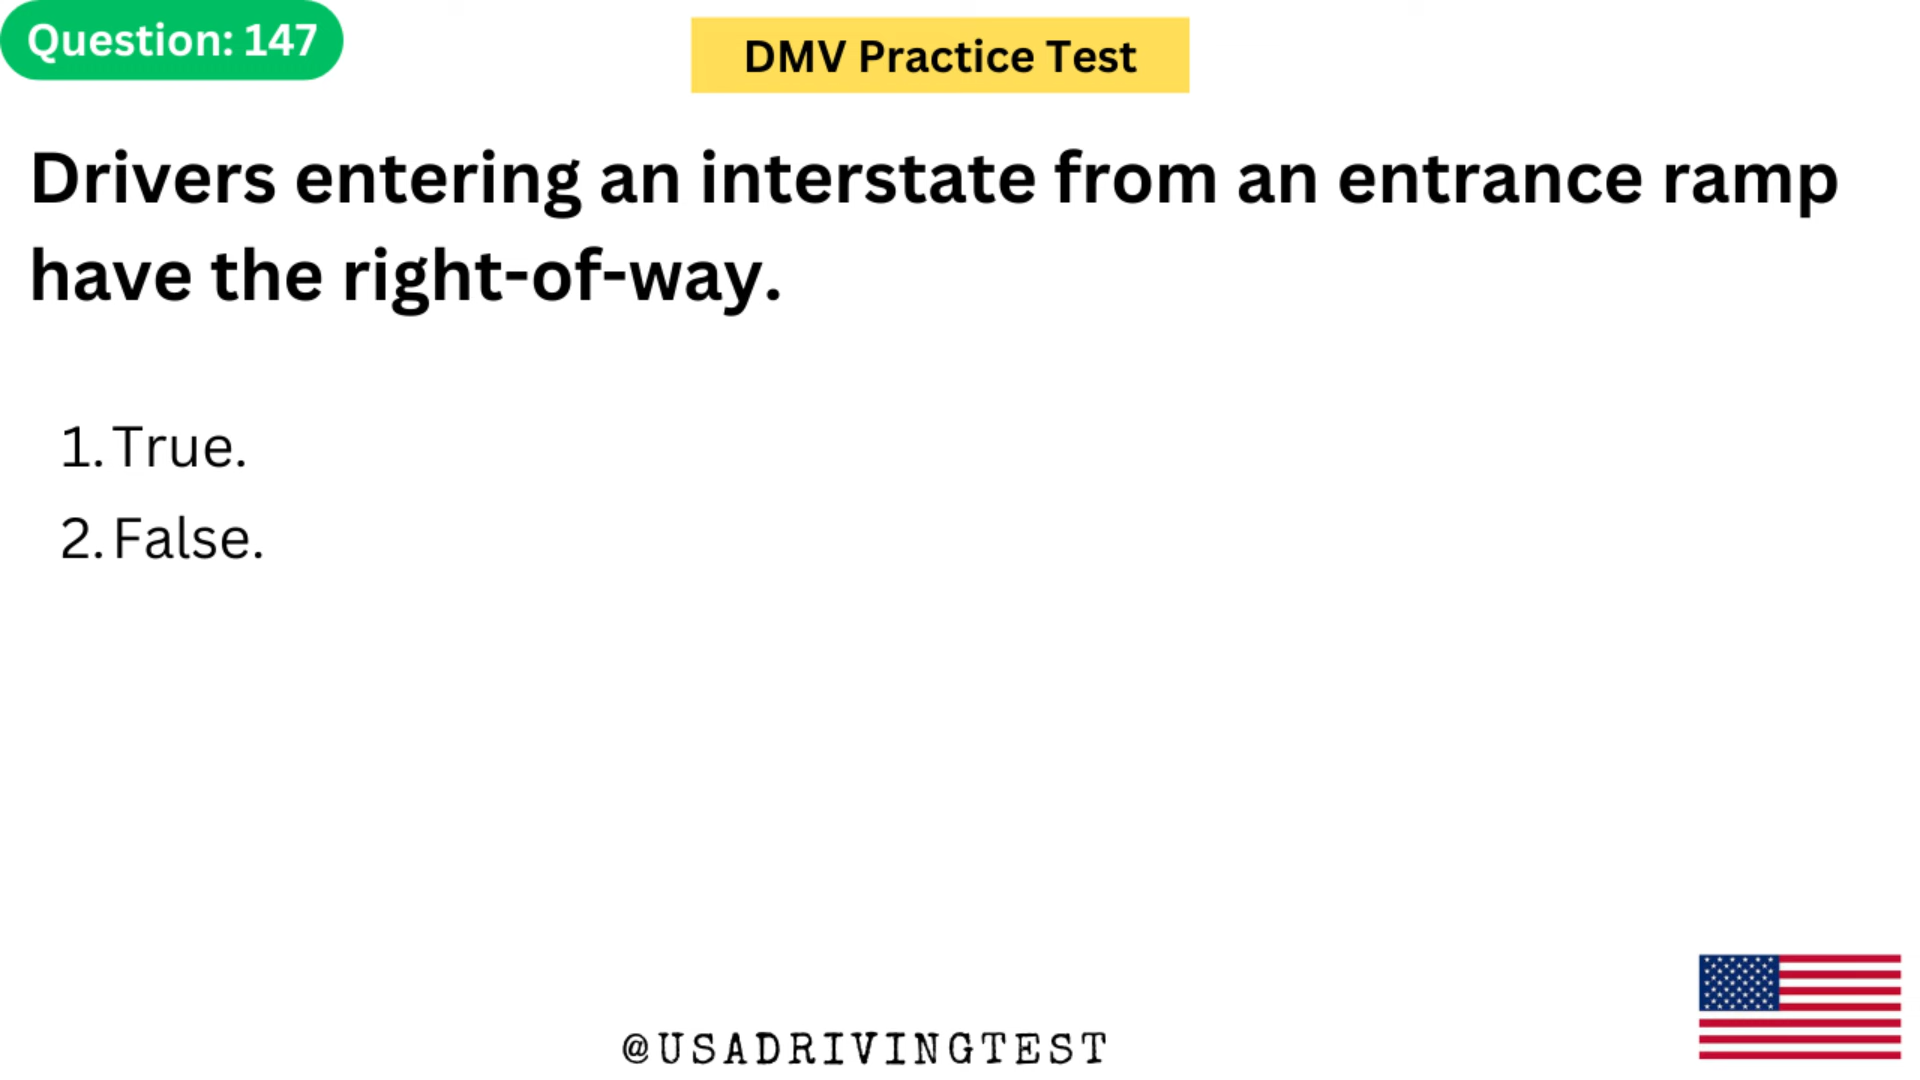 Question: 147
DMV Practice Test
Drivers entering an interstate from an entrance ramp
have the right-of-way.
1. True.
2. False.
@USADRIVINGTEST